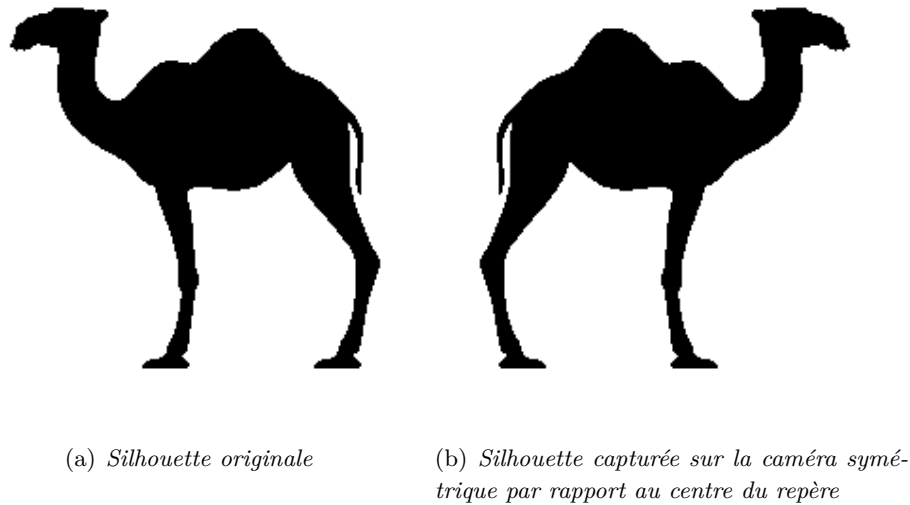 (a) Silhouette originale
(b) Silhouette capturée sur la caméra symé-
trique par rapport au centre du repère